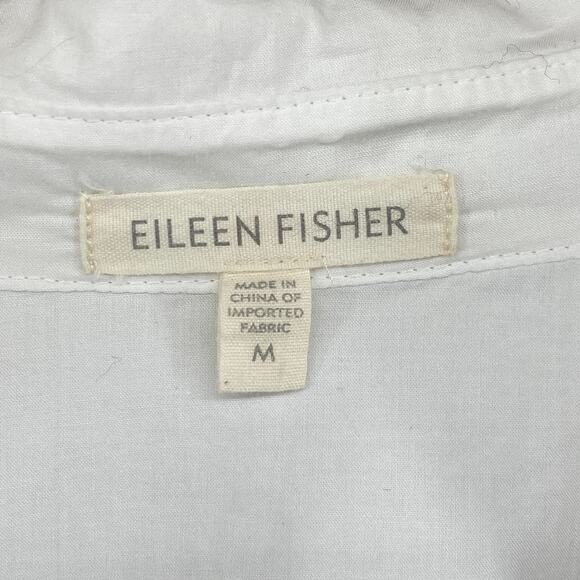 EILEEN FISHER
MADE IN
CHINA OF
IMPORTED
FABRIC
M